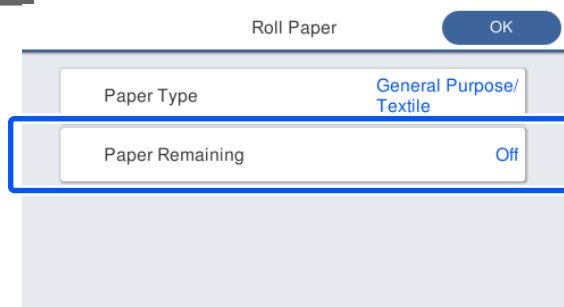 Roll Paper
OK
Paper Type
General Purpose/
Textile
Paper Remaining
Off